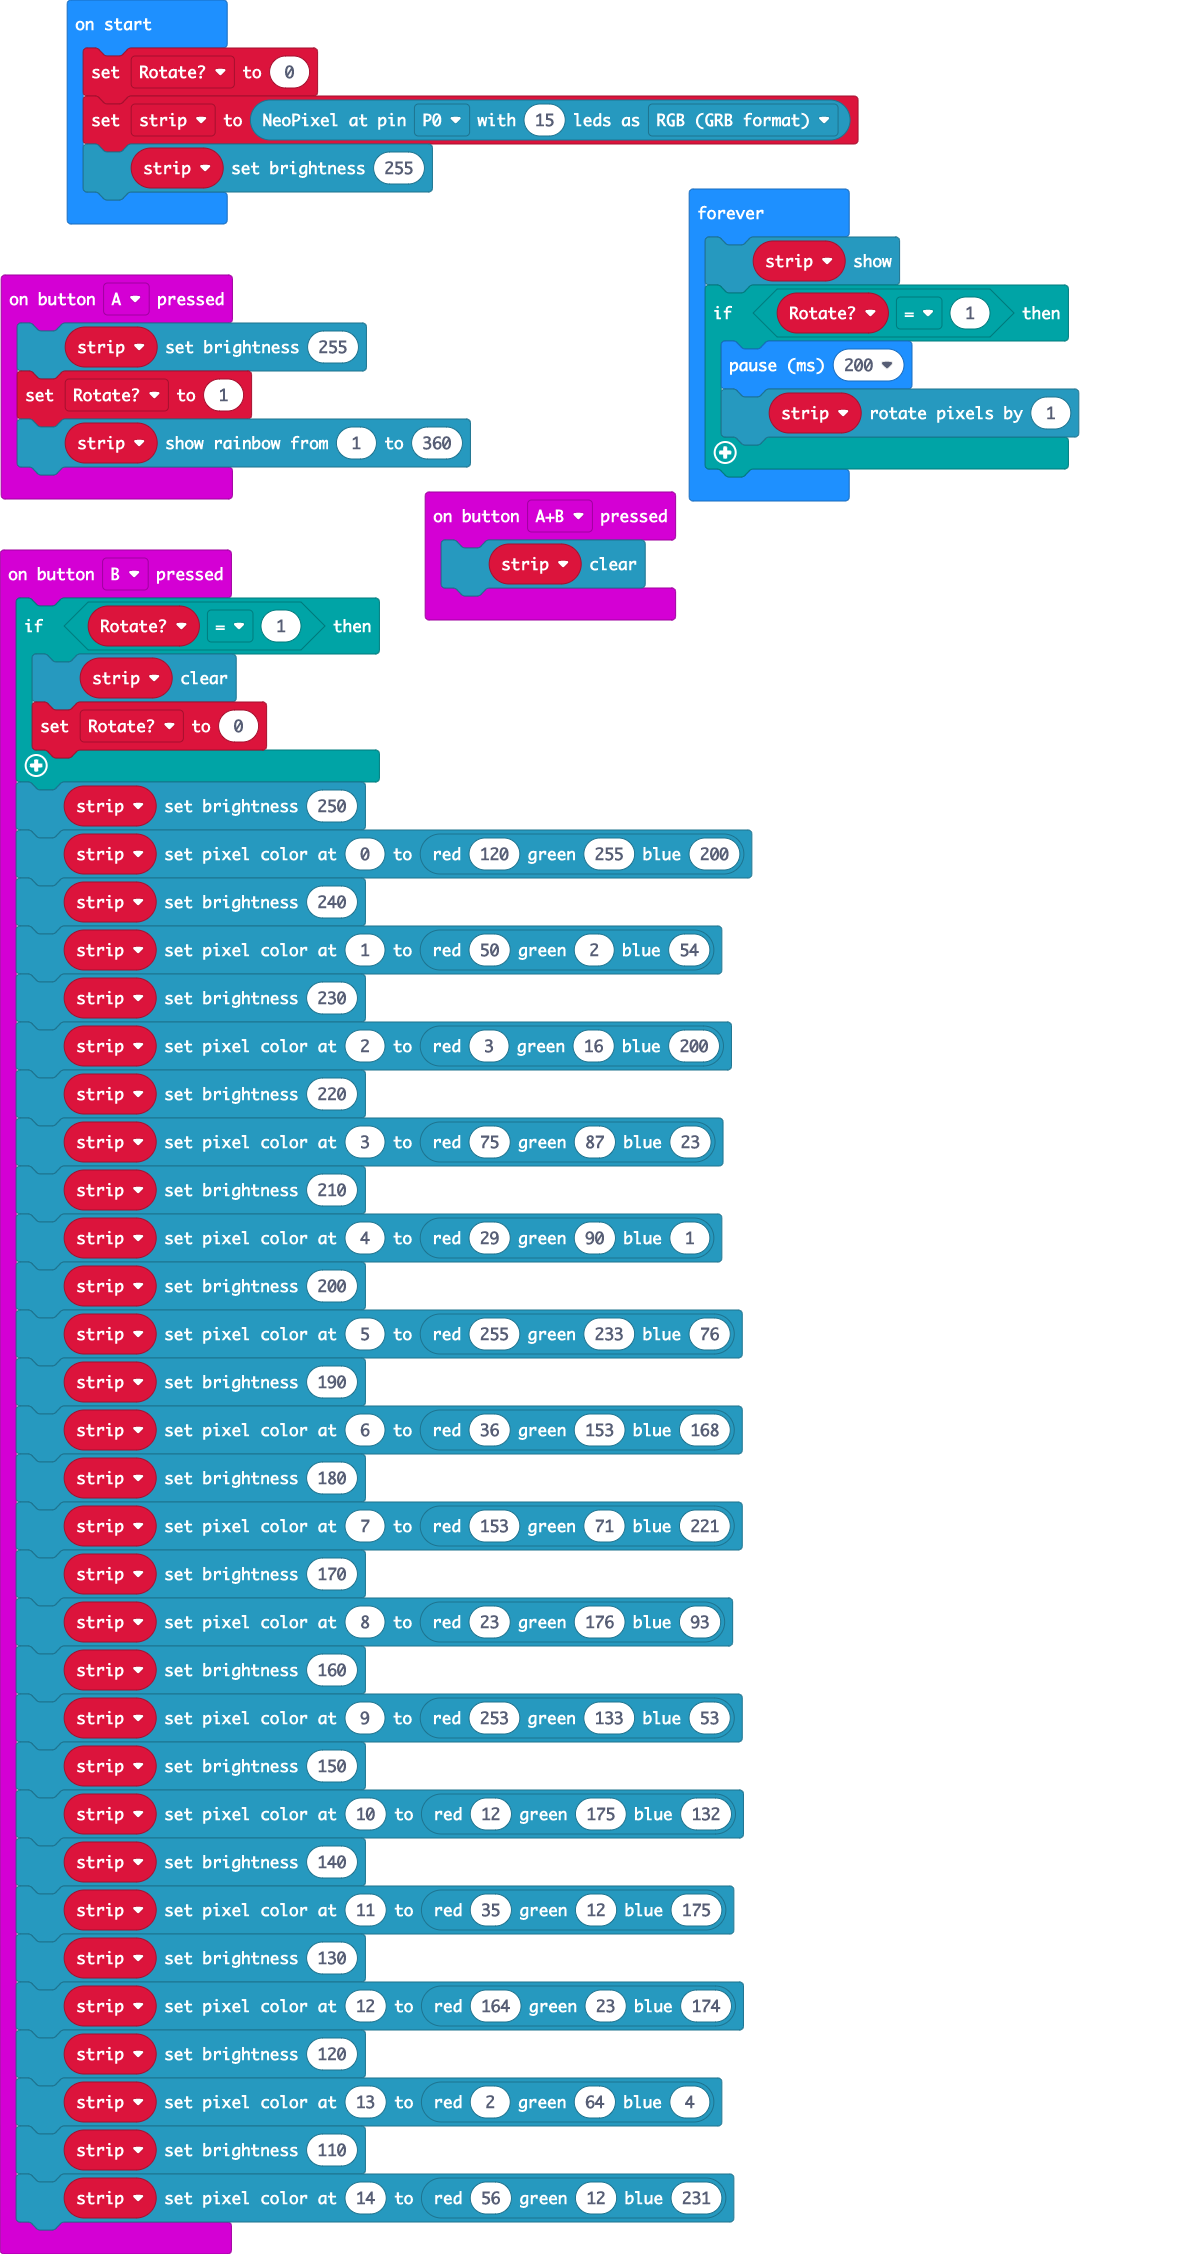 on start
set Rotate? to 0
set strip to NeoPixel at pin P0 with 15 leds as RGB (GRB format)
strip set brightness 255
forever
strip show
if Rotate? = 1 then
pause (ms) 200
strip rotate pixels by 1
on button A pressed
strip set brightness 255
set Rotate? to 1
strip show rainbow from 1 to 360
on button A+B pressed
strip clear
on button B pressed
if Rotate? = 1 then
strip clear
set Rotate? to 0
strip set brightness 250
strip set pixel color at 0 to red 120 green 255 blue 200
strip set brightness 240
strip set pixel color at 1 to red 50 green 2 blue 54
strip set brightness 230
strip set pixel color at 2 to red 3 green 16 blue 200
strip set brightness 220
strip set pixel color at 3 to red 75 green 87 blue 23
strip set brightness 210
strip set pixel color at 4 to red 29 green 90 blue 1
strip set brightness 200
strip set pixel color at 5 to red 255 green 233 blue 76
strip set brightness 190
strip set pixel color at 6 to red 36 green 153 blue 168
strip set brightness 180
strip set pixel color at 7 to red 153 green 71 blue 221
strip set brightness 170
strip set pixel color at 8 to red 23 green 176 blue 93
strip set brightness 160
strip set pixel color at 9 to red 253 green 133 blue 53
strip set brightness 150
strip set pixel color at 10 to red 12 green 175 blue 132
strip set brightness 140
strip set pixel color at 11 to red 35 green 12 blue 175
strip set brightness 130
strip set pixel color at 12 to red 164 green 23 blue 174
strip set brightness 120
strip set pixel color at 13 to red 2 green 64 blue 4
strip set brightness 110
strip set pixel color at 14 to red 56 green 12 blue 231